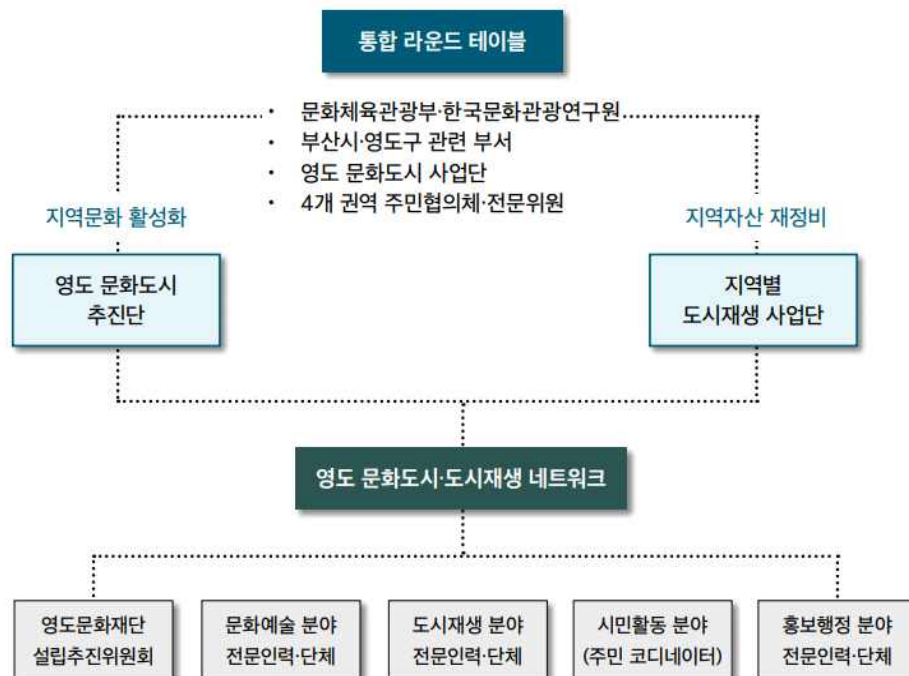 통합 라운드 테이블
• 문화체육관광부·한국문화관광연구원
• 부산시·영도구 관련 부서
• 영도 문화도시 사업단
• 4개 권역 주민협의체·전문위원
지역문화 활성화
지역자산 재정비
영도 문화도시
추진단
지역별
도시재생 사업단
영도 문화도시·도시재생 네트워크
영도문화재단
설립추진위원회
문화예술 분야
전문인력·단체
도시재생 분야
전문인력·단체
시민활동 분야
(주민 코디네이터)
홍보행정 분야
전문인력·단체